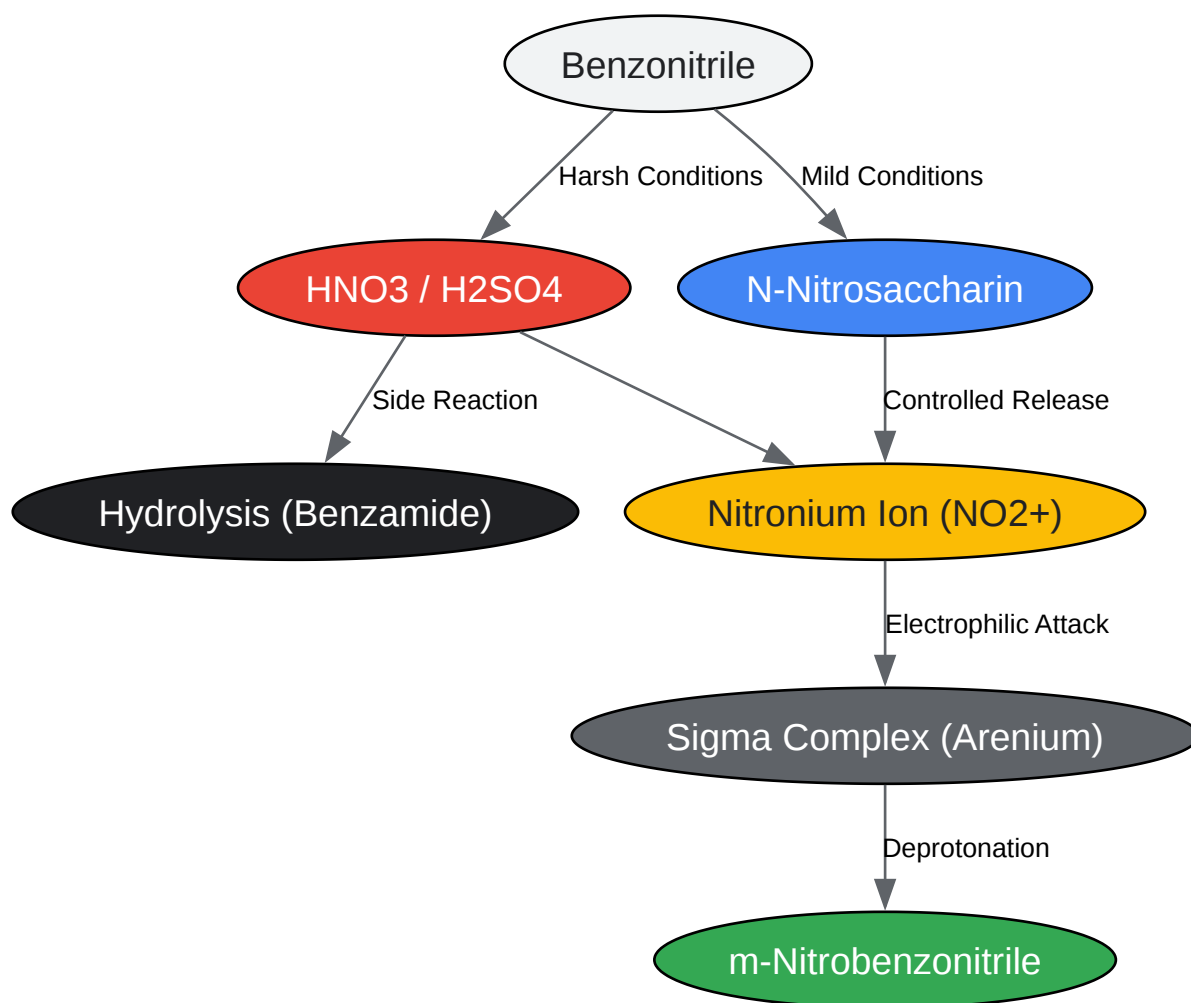 Benzonitrile
Harsh Conditions
Mild Conditions
HNO3 / H2SO4
N-Nitrosaccharin
Side Reaction
Controlled Release
Hydrolysis (Benzamide)
Nitronium Ion (NO2+)
Electrophilic Attack
Sigma Complex (Arenium)
Deprotonation
m-Nitrobenzonitrile